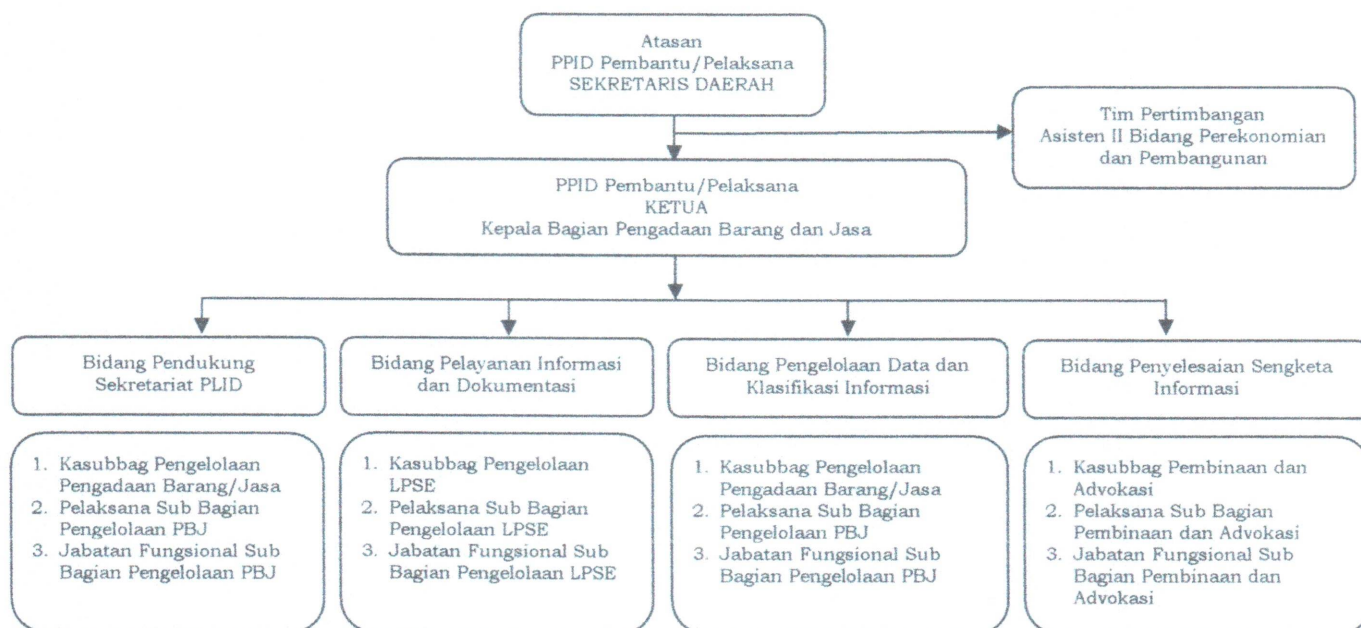 Atasan
PPID Pembantu/Pelaksana
SEKRETARIS DAERAH
Tim Pertimbangan
Asisten II Bidang Perekonomian
dan Pembangunan
PPID Pembantu/Pelaksana
KETUA
Kepala Bagian Pengadaan Barang dan Jasa
Bidang Pendukung
Sekretariat PLID
Bidang Pelayanan Informasi
dan Dokumentasi
Bidang Pengelolaan Data dan
Klasifikasi Informasi
Bidang Penyelesaian Sengketa
Informasi
1. Kasubbag Pengelolaan
Pengadaan Barang/Jasa
2. Pelaksana Sub Bagian
Pengelolaan PBJ
3. Jabatan Fungsional Sub
Bagian Pengelolaan PBJ
1. Kasubbag Pengelolaan
LPSE
2. Pelaksana Sub Bagian
Pengelolaan LPSE
3. Jabatan Fungsional Sub
Bagian Pengelolaan LPSE
1. Kasubbag Pengelolaan
Pengadaan Barang/Jasa
2. Pelaksana Sub Bagian
Pengelolaan PBJ
3. Jabatan Fungsional Sub
Bagian Pengelolaan PBJ
1. Kasubbag Pembinaan dan
Advokasi
2. Pelaksana Sub Bagian
Pembinaan dan Advokasi
3. Jabatan Fungsional Sub
Bagian Pembinaan dan
Advokasi